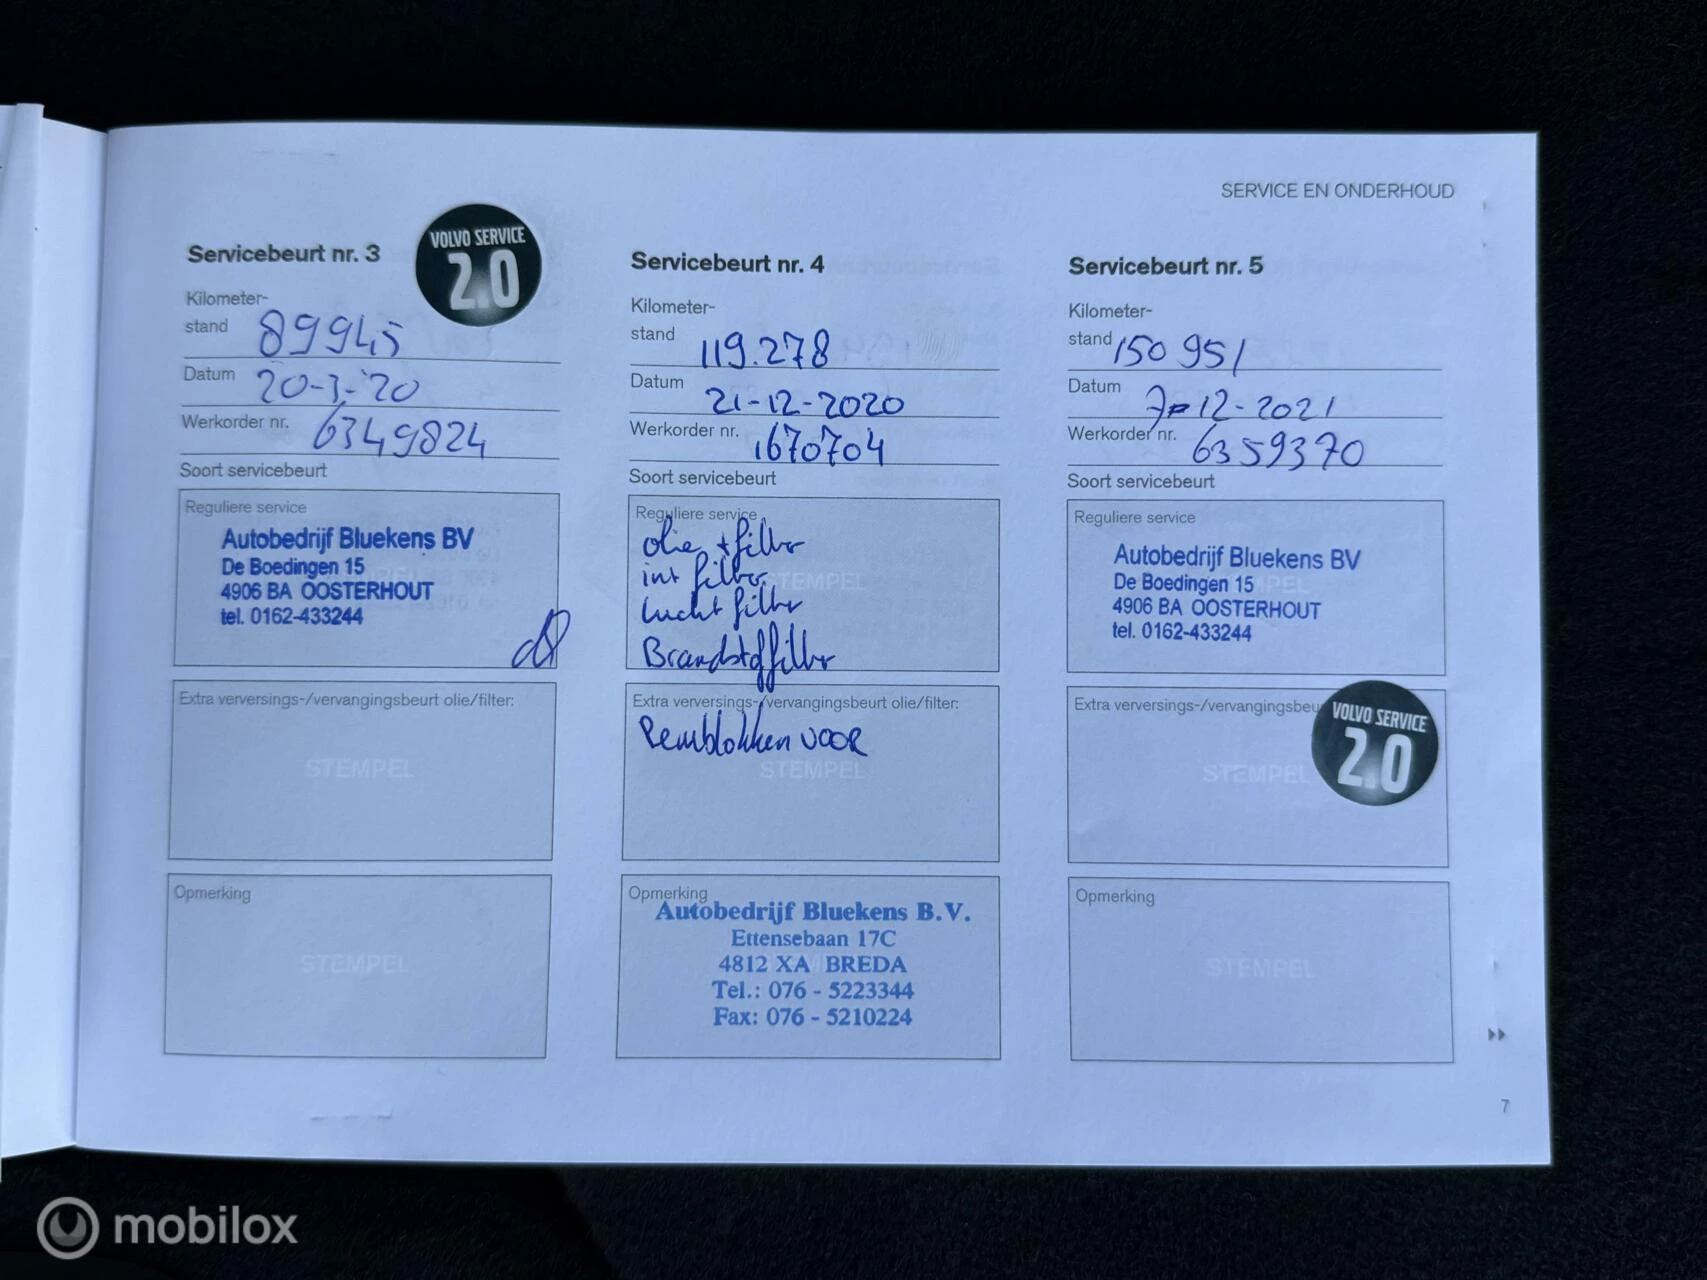 SERVICE EN ONDERHOUD
Servicebeurt nr. 3
VOLVO SERVICE
2.0
Kilometer-
stand 89945
Datum 20-3-'20
Werkorder nr. 6349824
Soort servicebeurt
Reguliere service
Autobedrijf Bluekens BV
De Boedingen 15
4906 BA OOSTERHOUT
tel. 0162-433244
Extra verversings-/vervangingsbeurt olie/filter:
STEMPEL
Opmerking
STEMPEL
Servicebeurt nr. 4
Kilometer-
stand 119.278
Datum 21-12-2020
Werkorder nr. 1670704
Soort servicebeurt
Reguliere service
olie + filter
int filter
STEMPEL
lucht filter
Brandstoffilter
Extra verversings-/vervangingsbeurt olie/filter:
Remblokken VOOR
STEMPEL
Opmerking
Autobedrijf Bluekens B.V.
Ettensebaan 17C
4812 XA BREDA
Tel.: 076 - 5223344
Fax: 076 - 5210224
Servicebeurt nr. 5
Kilometer-
stand 150951
Datum 7-12-2021
Werkorder nr. 6359370
Soort servicebeurt
Reguliere service
Autobedrijf Bluekens BV
De Boedingen 15
4906 BA OOSTERHOUT
tel. 0162-433244
Extra verversings-/vervangingsbeu
VOLVO SERVICE
2.0
STEMPEL
Opmerking
STEMPEL
7
mobilox